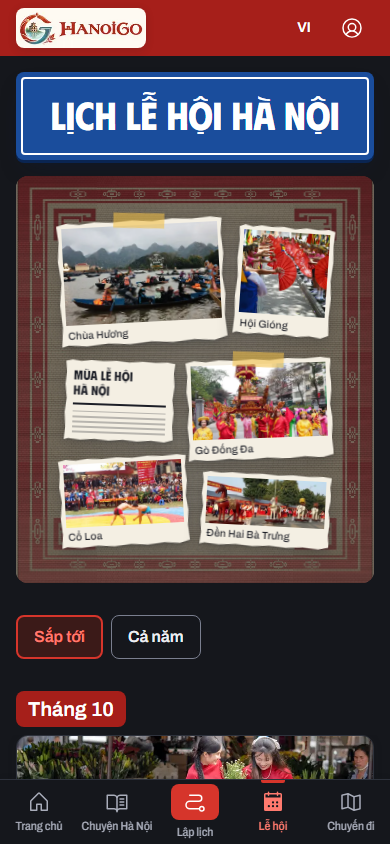 HANOIGO
VI
LỊCH LỄ HỘI HÀ NỘI
Chùa Hương
Hội Gióng
MÙA LỄ HỘI
HÀ NỘI
Gò Đống Đa
Cổ Loa
Đền Hai Bà Trưng
Sắp tới
Cả năm
Tháng 10
Trang chủ
Chuyện Hà Nội
Lập lịch
Lễ hội
Chuyến đi